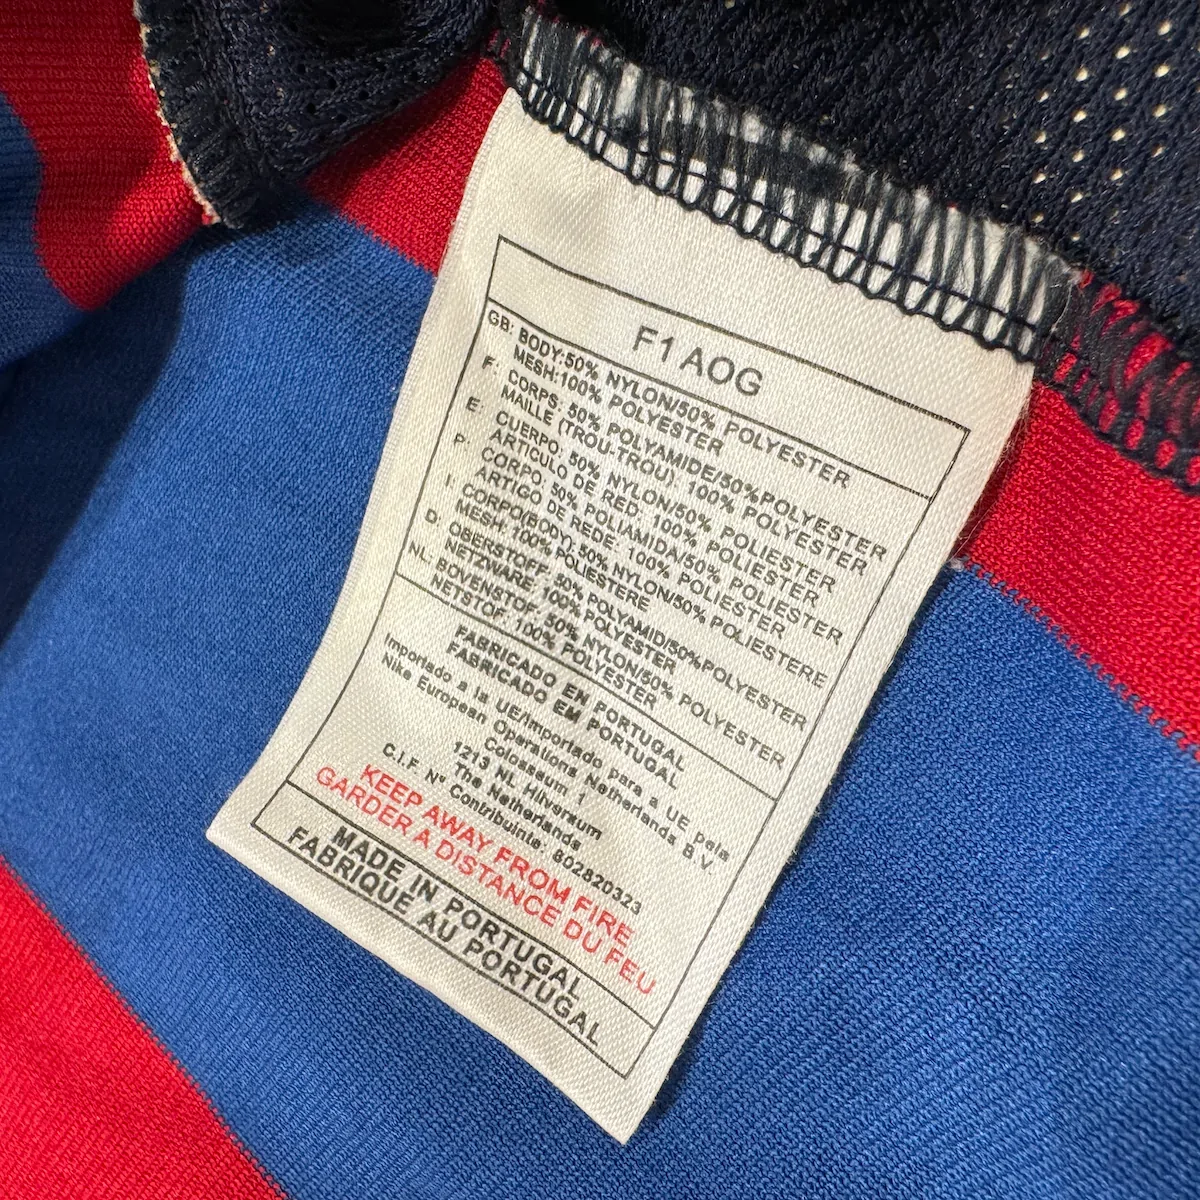 F1 AOG
GB: BODY:50% NYLON/50% POLYESTER
MESH:100% POLYESTER
F: CORPS: 50% POLYAMIDE/50%POLYESTER
MAILLE (TROU-TROU): 100% POLYESTER
E: CUERPO: 50% NYLON/50% POLIESTER
ARTICULO DE RED: 100% POLIESTER
P: CORPO: 50% POLIAMIDA/50% POLIESTER
ARTIGO DE REDE: 100% POLIESTER
I: CORPO(BODY): 50% NYLON/50% POLIESTERE
MESH: 100% POLIESTERE
D: OBERSTOFF: 50% POLYAMID/50%POLYESTER
NETZWARE: 100% POLYESTER
NL: BOVENSTOF: 50% NYLON/50% POLYESTER
NETSTOF: 100% POLYESTER
FABRICADO EN PORTUGAL
FABRICADO EM PORTUGAL
Importado a la UE/Importado para a UE pela
Nike European Operations Netherlands B.V.
Colosseum 1
1213 NL Hilversum
The Netherlands
C.I.F. Nº Contribuinte: 802820323
KEEP AWAY FROM FIRE
GARDER A DISTANCE DU FEU
MADE IN PORTUGAL
FABRIQUE AU PORTUGAL